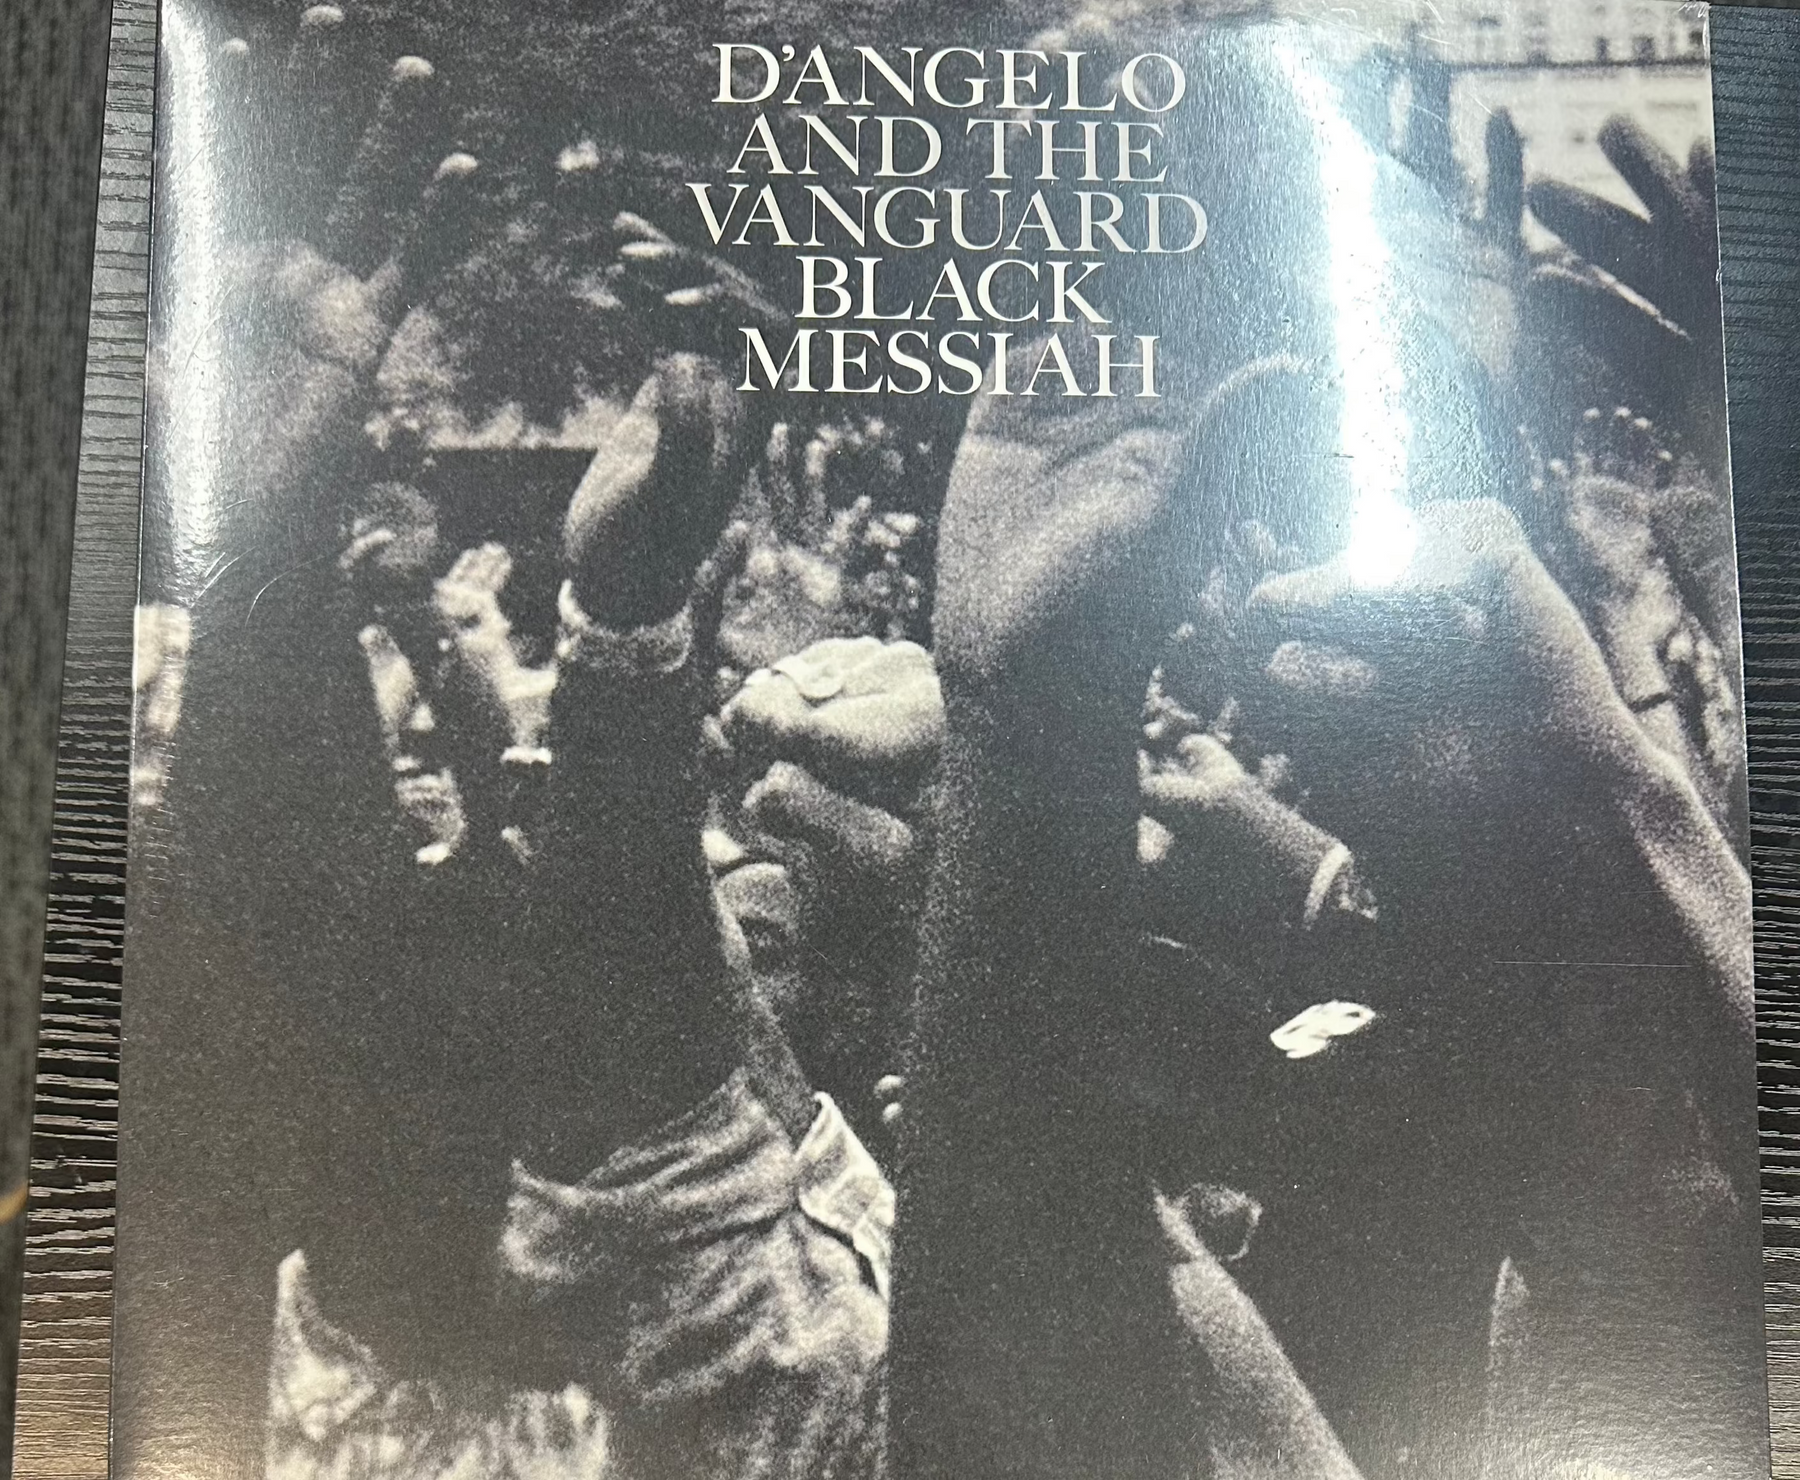 D'ANGELO
AND THE
VANGUARD
BLACK
MESSIAH